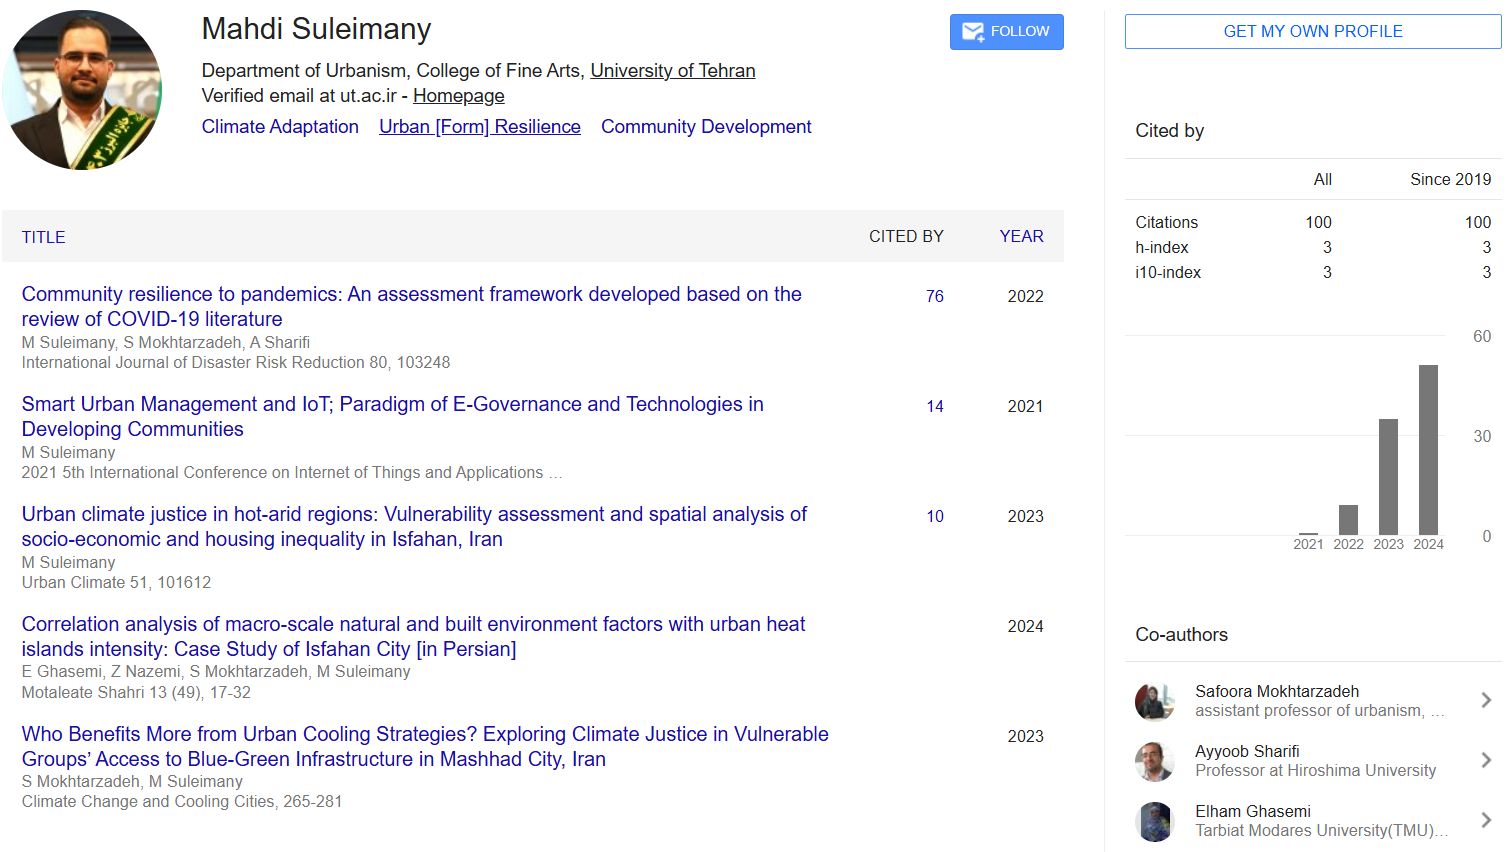 Mahdi Suleimany
FOLLOW
Department of Urbanism, College of Fine Arts, University of Tehran
Verified email at ut.ac.ir - Homepage
Climate Adaptation Urban [Form] Resilience Community Development
TITLE CITED BY YEAR
Community resilience to pandemics: An assessment framework developed based on the 76 2022
review of COVID-19 literature
M Suleimany, S Mokhtarzadeh, A Sharifi
International Journal of Disaster Risk Reduction 80, 103248
Smart Urban Management and IoT; Paradigm of E-Governance and Technologies in 14 2021
Developing Communities
M Suleimany
2021 5th International Conference on Internet of Things and Applications …
Urban climate justice in hot-arid regions: Vulnerability assessment and spatial analysis of 10 2023
socio-economic and housing inequality in Isfahan, Iran
M Suleimany
Urban Climate 51, 101612
Correlation analysis of macro-scale natural and built environment factors with urban heat 2024
islands intensity: Case Study of Isfahan City [in Persian]
E Ghasemi, Z Nazemi, S Mokhtarzadeh, M Suleimany
Motaleate Shahri 13 (49), 17-32
Who Benefits More from Urban Cooling Strategies? Exploring Climate Justice in Vulnerable 2023
Groups’ Access to Blue-Green Infrastructure in Mashhad City, Iran
S Mokhtarzadeh, M Suleimany
Climate Change and Cooling Cities, 265-281
GET MY OWN PROFILE
Cited by
All Since 2019
Citations 100 100
h-index 3 3
i10-index 3 3
60
30
0
2021 2022 2023 2024
Co-authors
Safoora Mokhtarzadeh
assistant professor of urbanism, …
Ayyoob Sharifi
Professor at Hiroshima University
Elham Ghasemi
Tarbiat Modares University(TMU)…